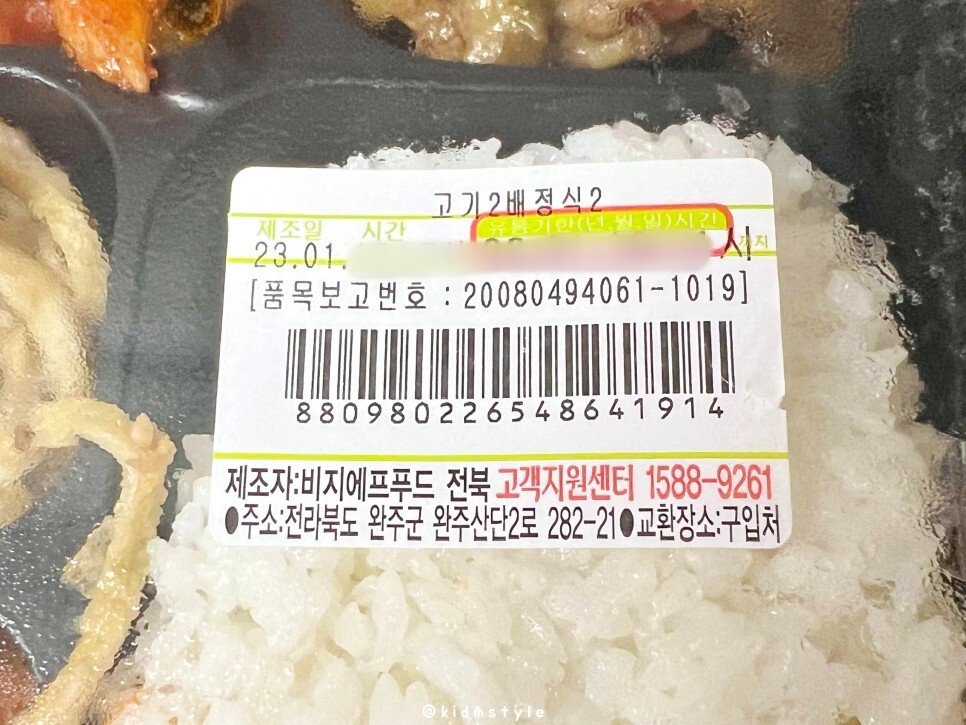 고기2배정식2
제조일 시간 유통기한(년.월.일)시간
23.01. 시까지
[품목보고번호 : 20080494061-1019]
880980226548641914
제조자:비지에프푸드 전북 고객지원센터 1588-9261
●주소:전라북도 완주군 완주산단2로 282-21●교환장소:구입처
@kidmstyle